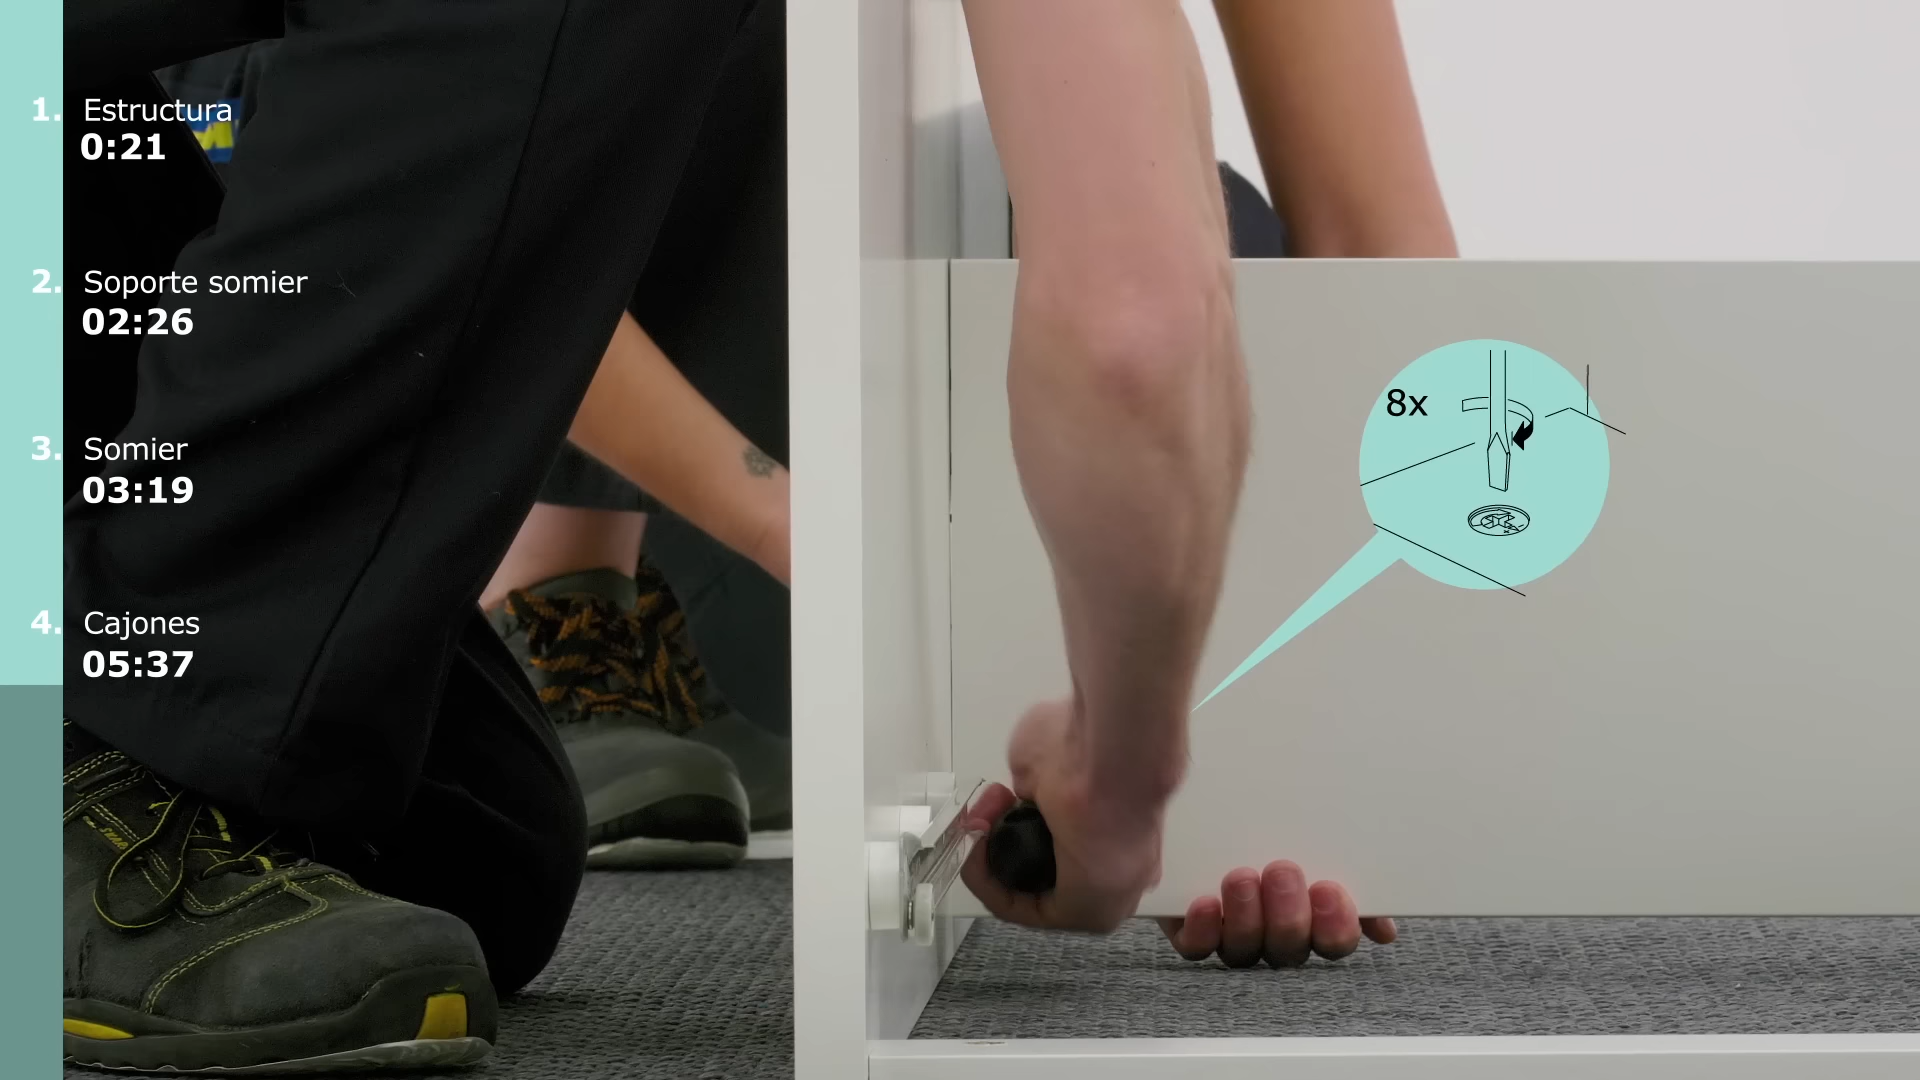 1. Estructura
0:21
2. Soporte somier
02:26
3. Somier
03:19
4. Cajones
05:37
8x